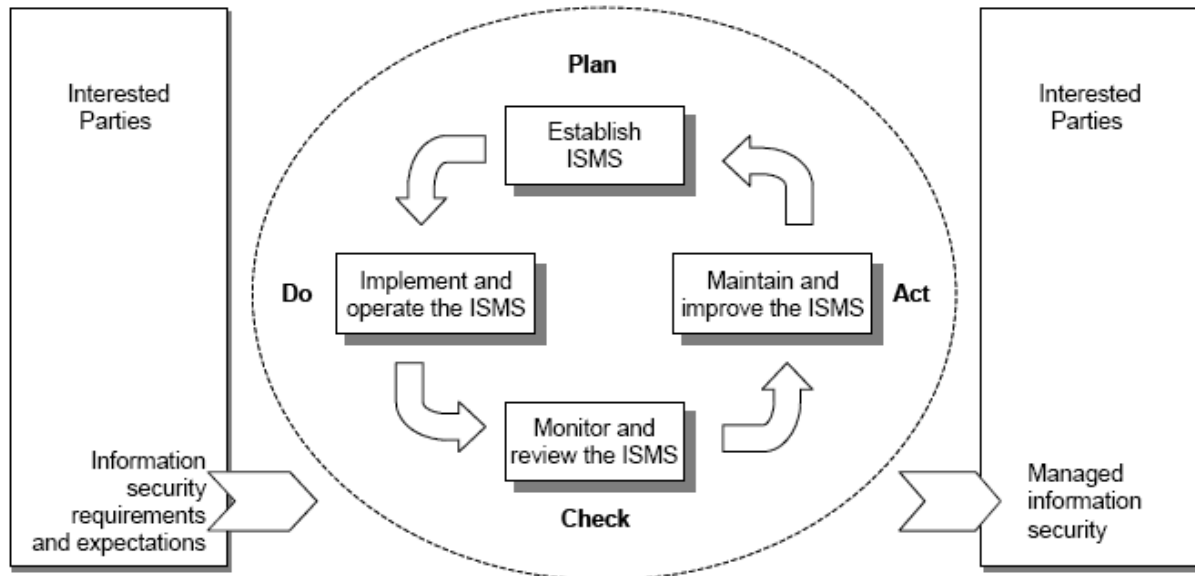 Interested
Parties
Information
security
requirements
and expectations
Plan
Establish
ISMS
Do
Implement and
operate the ISMS
Maintain and
improve the ISMS
Act
Monitor and
review the ISMS
Check
Interested
Parties
Managed
information
security